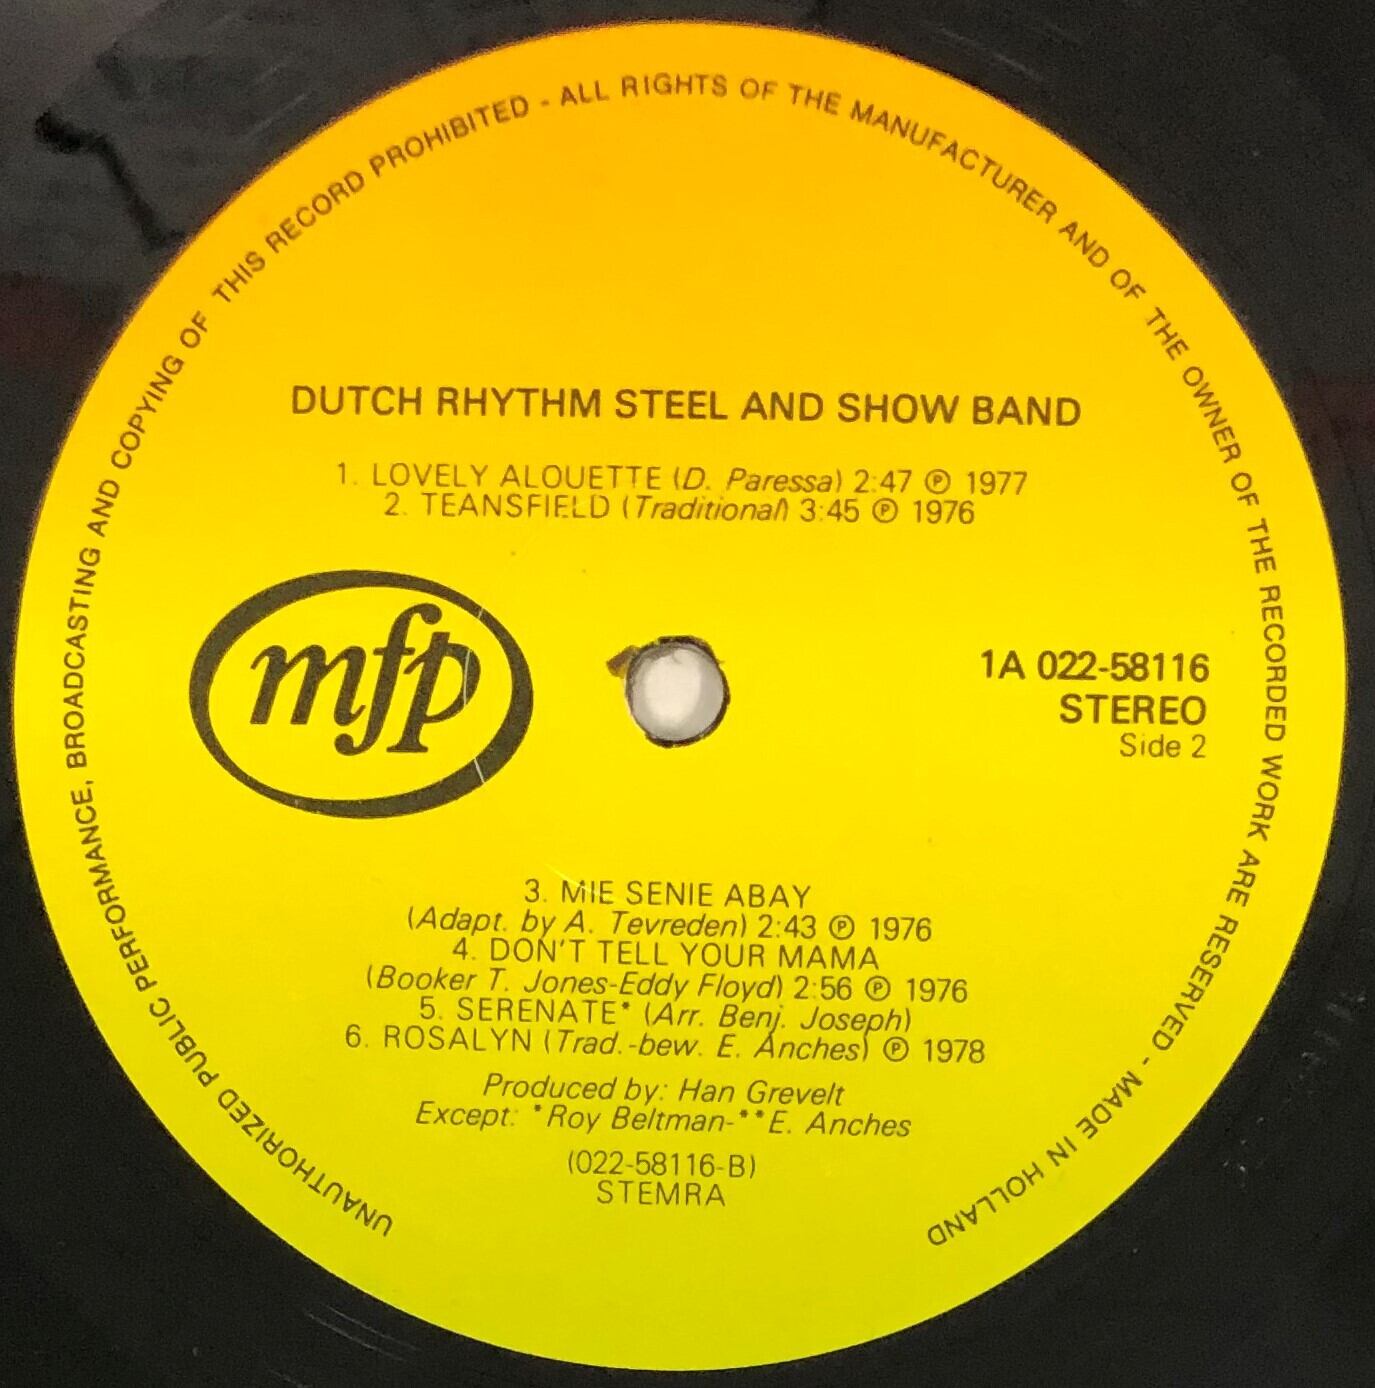 UNAUTHORIZED PUBLIC PERFORMANCE, BROADCASTING AND COPYING OF THIS RECORD PROHIBITED - ALL RIGHTS OF THE MANUFACTURER AND OF THE OWNER OF THE RECORDED WORK ARE RESERVED - MADE IN HOLLAND
DUTCH RHYTHM STEEL AND SHOW BAND
1. LOVELY ALOUETTE (D. Paressa) 2:47 ℗ 1977
2. TEANSFIELD (Traditional) 3:45 ℗ 1976
mfp
1A 022-58116
STEREO
Side 2
3. MIE SENIE ABAY
(Adapt. by A. Tevreden) 2:43 ℗ 1976
4. DON'T TELL YOUR MAMA
(Booker T. Jones-Eddy Floyd) 2:56 ℗ 1976
5. SERENATE* (Arr. Benj. Joseph)
6. ROSALYN (Trad.-bew. E. Anches) ℗ 1978
Produced by: Han Grevelt
Except: *Roy Beltman-**E. Anches
(022-58116-B)
STEMRA